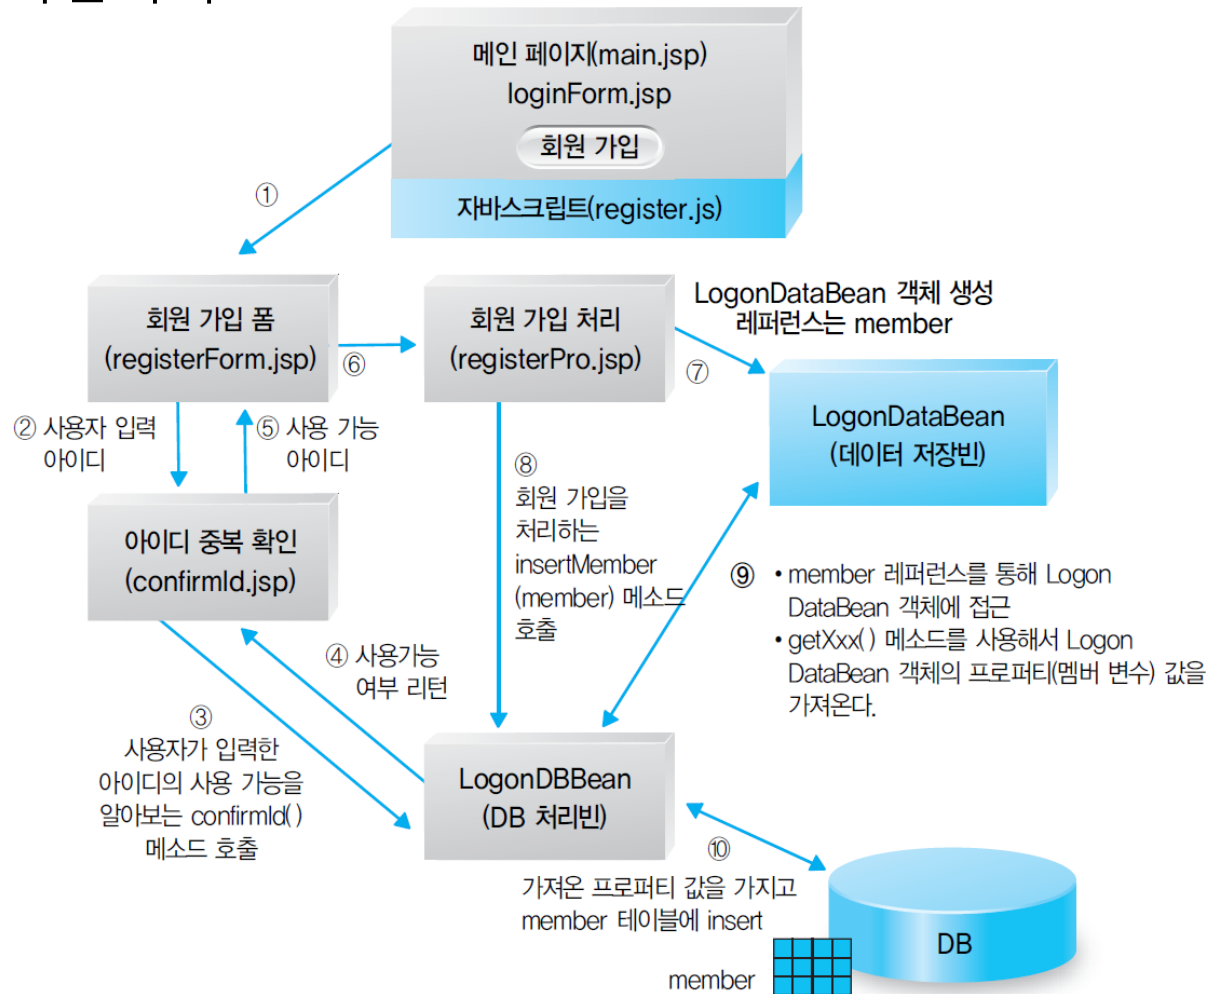 메인 페이지(main.jsp)
loginForm.jsp
회원 가입
자바스크립트(register.js)
①
회원 가입 폼
(registerForm.jsp)
⑥
회원 가입 처리
(registerPro.jsp)
LogonDataBean 객체 생성
레퍼런스는 member
⑦
LogonDataBean
(데이터 저장빈)
② 사용자 입력
아이디
⑤ 사용 가능
아이디
⑧
회원 가입을
처리하는
insertMember
(member) 메소드
호출
아이디 중복 확인
(confirmId.jsp)
⑨ • member 레퍼런스를 통해 Logon
DataBean 객체에 접근
• getXxx( ) 메소드를 사용해서 Logon
DataBean 객체의 프로퍼티(멤버 변수) 값을
가져온다.
④ 사용가능
여부 리턴
③
사용자가 입력한
아이디의 사용 가능을
알아보는 confirmId( )
메소드 호출
LogonDBBean
(DB 처리빈)
⑩
가져온 프로퍼티 값을 가지고
member 테이블에 insert
DB
member